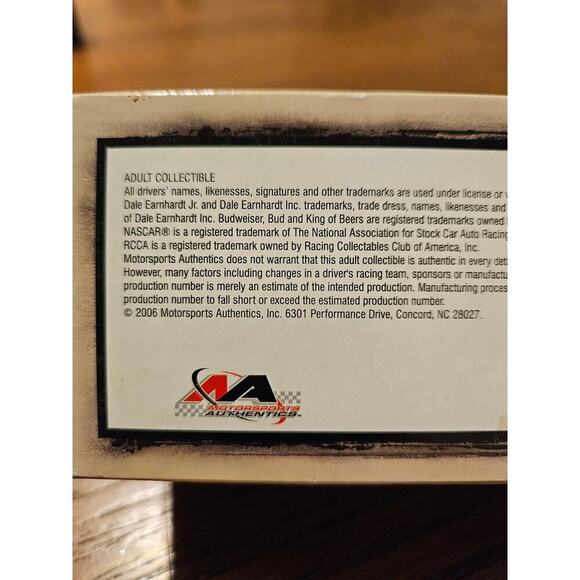 ADULT COLLECTIBLE
All drivers' names, likenesses, signatures and other trademarks are used under license or
Dale Earnhardt Jr. and Dale Earnhardt Inc. trademarks, trade dress, names, likenesses and
of Dale Earnhardt Inc. Budweiser, Bud and King of Beers are registered trademarks owned
NASCAR® is a registered trademark of The National Association for Stock Car Auto Racing
RCCA is a registered trademark owned by Racing Collectables Club of America, Inc.
Motorsports Authentics does not warrant that this adult collectible is authentic in every
However, many factors including changes in a driver's racing team, sponsors or
production number is merely an estimate of the intended production. Manufacturing
production number to fall short or exceed the estimated production number.
© 2006 Motorsports Authentics, Inc. 6301 Performance Drive, Concord, NC 28027.
MA
MOTORSPORTS
AUTHENTICS™